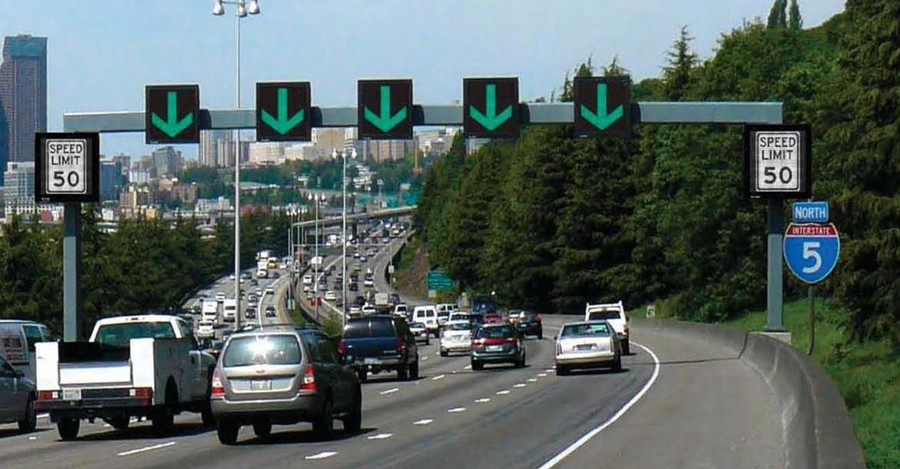 SPEED
LIMIT
50
SPEED
LIMIT
50
NORTH
INTERSTATE
5